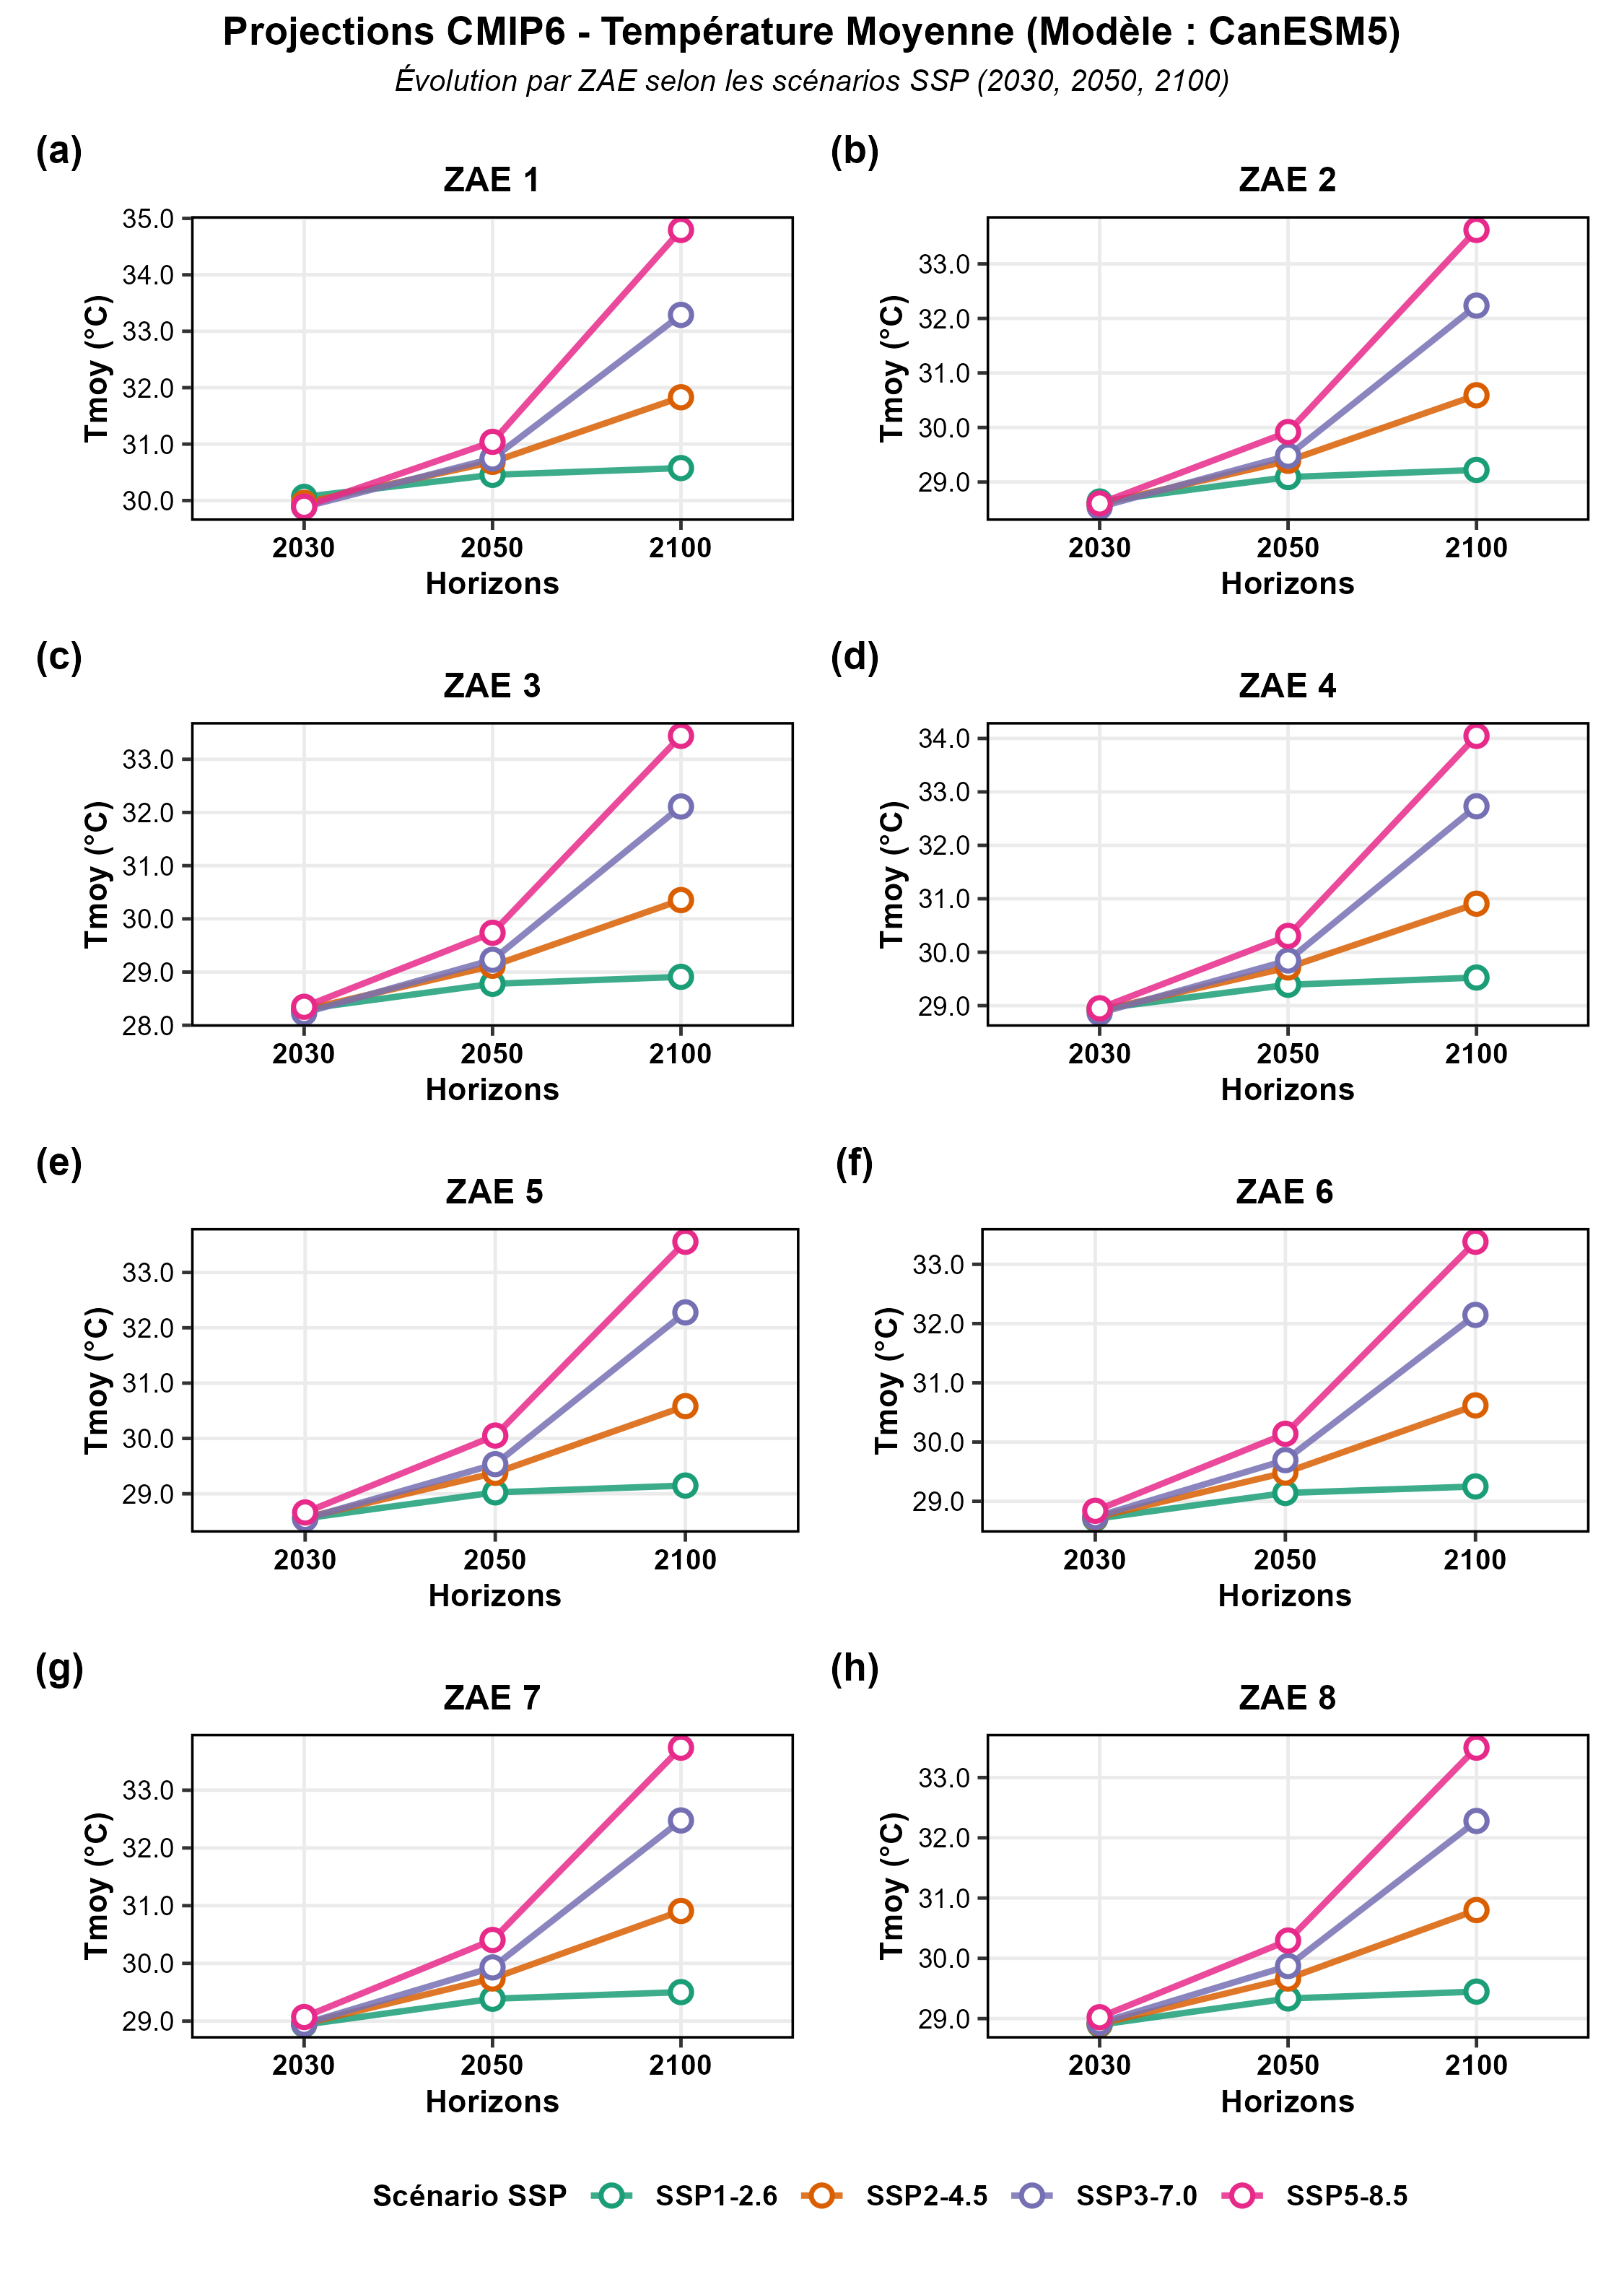 Projections CMIP6 - Température Moyenne (Modèle : CanESM5)
Évolution par ZAE selon les scénarios SSP (2030, 2050, 2100)
(a)
ZAE 1
Tmoy (°C)
35.0
34.0
33.0
32.0
31.0
30.0
2030 2050 2100
Horizons
(b)
ZAE 2
Tmoy (°C)
33.0
32.0
31.0
30.0
29.0
2030 2050 2100
Horizons
(c)
ZAE 3
Tmoy (°C)
33.0
32.0
31.0
30.0
29.0
28.0
2030 2050 2100
Horizons
(d)
ZAE 4
Tmoy (°C)
34.0
33.0
32.0
31.0
30.0
29.0
2030 2050 2100
Horizons
(e)
ZAE 5
Tmoy (°C)
33.0
32.0
31.0
30.0
29.0
2030 2050 2100
Horizons
(f)
ZAE 6
Tmoy (°C)
33.0
32.0
31.0
30.0
29.0
2030 2050 2100
Horizons
(g)
ZAE 7
Tmoy (°C)
33.0
32.0
31.0
30.0
29.0
2030 2050 2100
Horizons
(h)
ZAE 8
Tmoy (°C)
33.0
32.0
31.0
30.0
29.0
2030 2050 2100
Horizons
Scénario SSP SSP1-2.6 SSP2-4.5 SSP3-7.0 SSP5-8.5